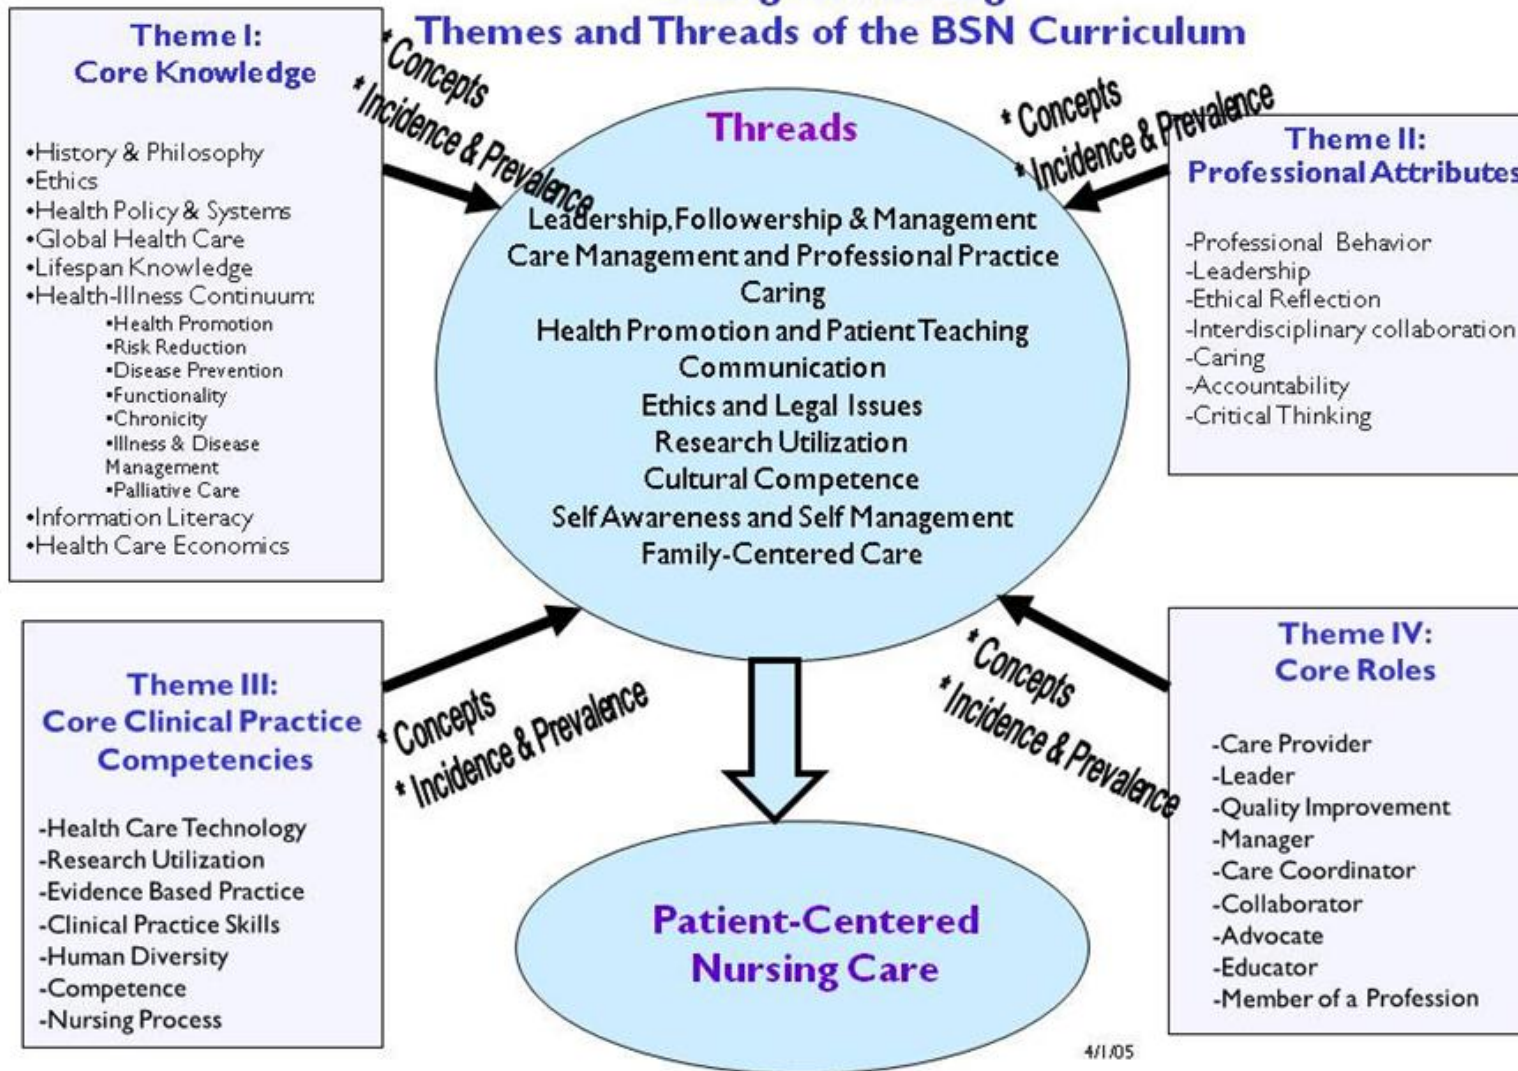 Themes and Threads of the BSN Curriculum
Theme I:
Core Knowledge
•History & Philosophy
•Ethics
•Health Policy & Systems
•Global Health Care
•Lifespan Knowledge
•Health-Illness Continuum:
•Health Promotion
•Risk Reduction
•Disease Prevention
•Functionality
•Chronicity
•Illness & Disease
Management
•Palliative Care
•Information Literacy
•Health Care Economics
* Concepts
* Incidence & Prevalence
Threads
Leadership, Followership & Management
Care Management and Professional Practice
Caring
Health Promotion and Patient Teaching
Communication
Ethics and Legal Issues
Research Utilization
Cultural Competence
Self Awareness and Self Management
Family-Centered Care
* Concepts
* Incidence & Prevalence
Theme II:
Professional Attributes
-Professional Behavior
-Leadership
-Ethical Reflection
-Interdisciplinary collaboration
-Caring
-Accountability
-Critical Thinking
Theme III:
Core Clinical Practice
Competencies
-Health Care Technology
-Research Utilization
-Evidence Based Practice
-Clinical Practice Skills
-Human Diversity
-Competence
-Nursing Process
* Concepts
* Incidence & Prevalence
* Concepts
* Incidence & Prevalence
Theme IV:
Core Roles
-Care Provider
-Leader
-Quality Improvement
-Manager
-Care Coordinator
-Collaborator
-Advocate
-Educator
-Member of a Profession
Patient-Centered
Nursing Care
4/1/05